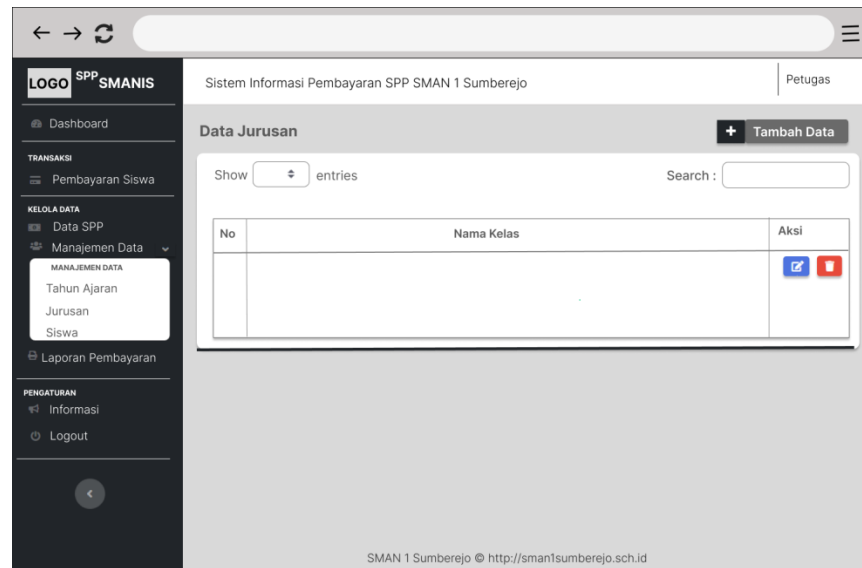 LOGO SPP SMANIS
Sistem Informasi Pembayaran SPP SMAN 1 Sumberejo
Petugas
Dashboard
TRANSAKSI
Pembayaran Siswa
KELOLA DATA
Data SPP
Manajemen Data
MANAJEMEN DATA
Tahun Ajaran
Jurusan
Siswa
Laporan Pembayaran
PENGATURAN
Informasi
Logout
Data Jurusan
+ Tambah Data
Show entries
Search :
No Nama Kelas Aksi
SMAN 1 Sumberejo © http://sman1sumberejo.sch.id